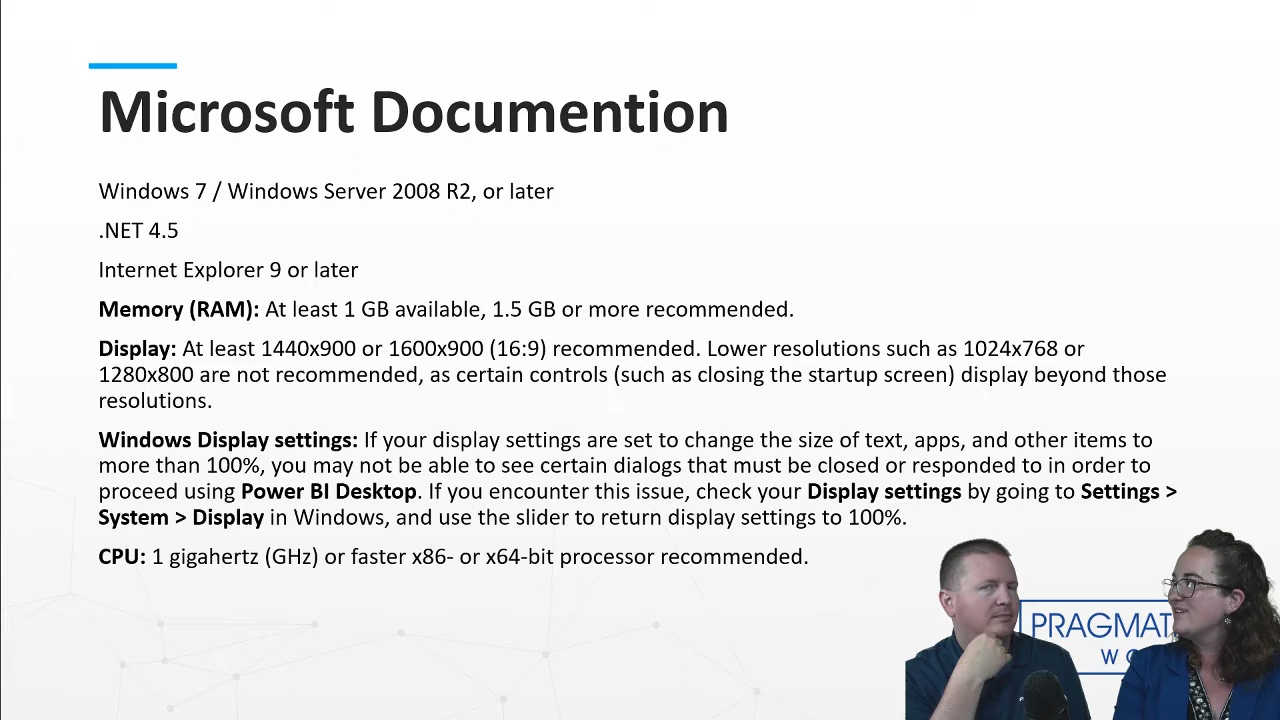 Microsoft Documention
Windows 7 / Windows Server 2008 R2, or later
.NET 4.5
Internet Explorer 9 or later
Memory (RAM): At least 1 GB available, 1.5 GB or more recommended.
Display: At least 1440x900 or 1600x900 (16:9) recommended. Lower resolutions such as 1024x768 or
1280x800 are not recommended, as certain controls (such as closing the startup screen) display beyond those
resolutions.
Windows Display settings: If your display settings are set to change the size of text, apps, and other items to
more than 100%, you may not be able to see certain dialogs that must be closed or responded to in order to
proceed using Power BI Desktop. If you encounter this issue, check your Display settings by going to Settings >
System > Display in Windows, and use the slider to return display settings to 100%.
CPU: 1 gigahertz (GHz) or faster x86- or x64-bit processor recommended.
PRAGMAT
W